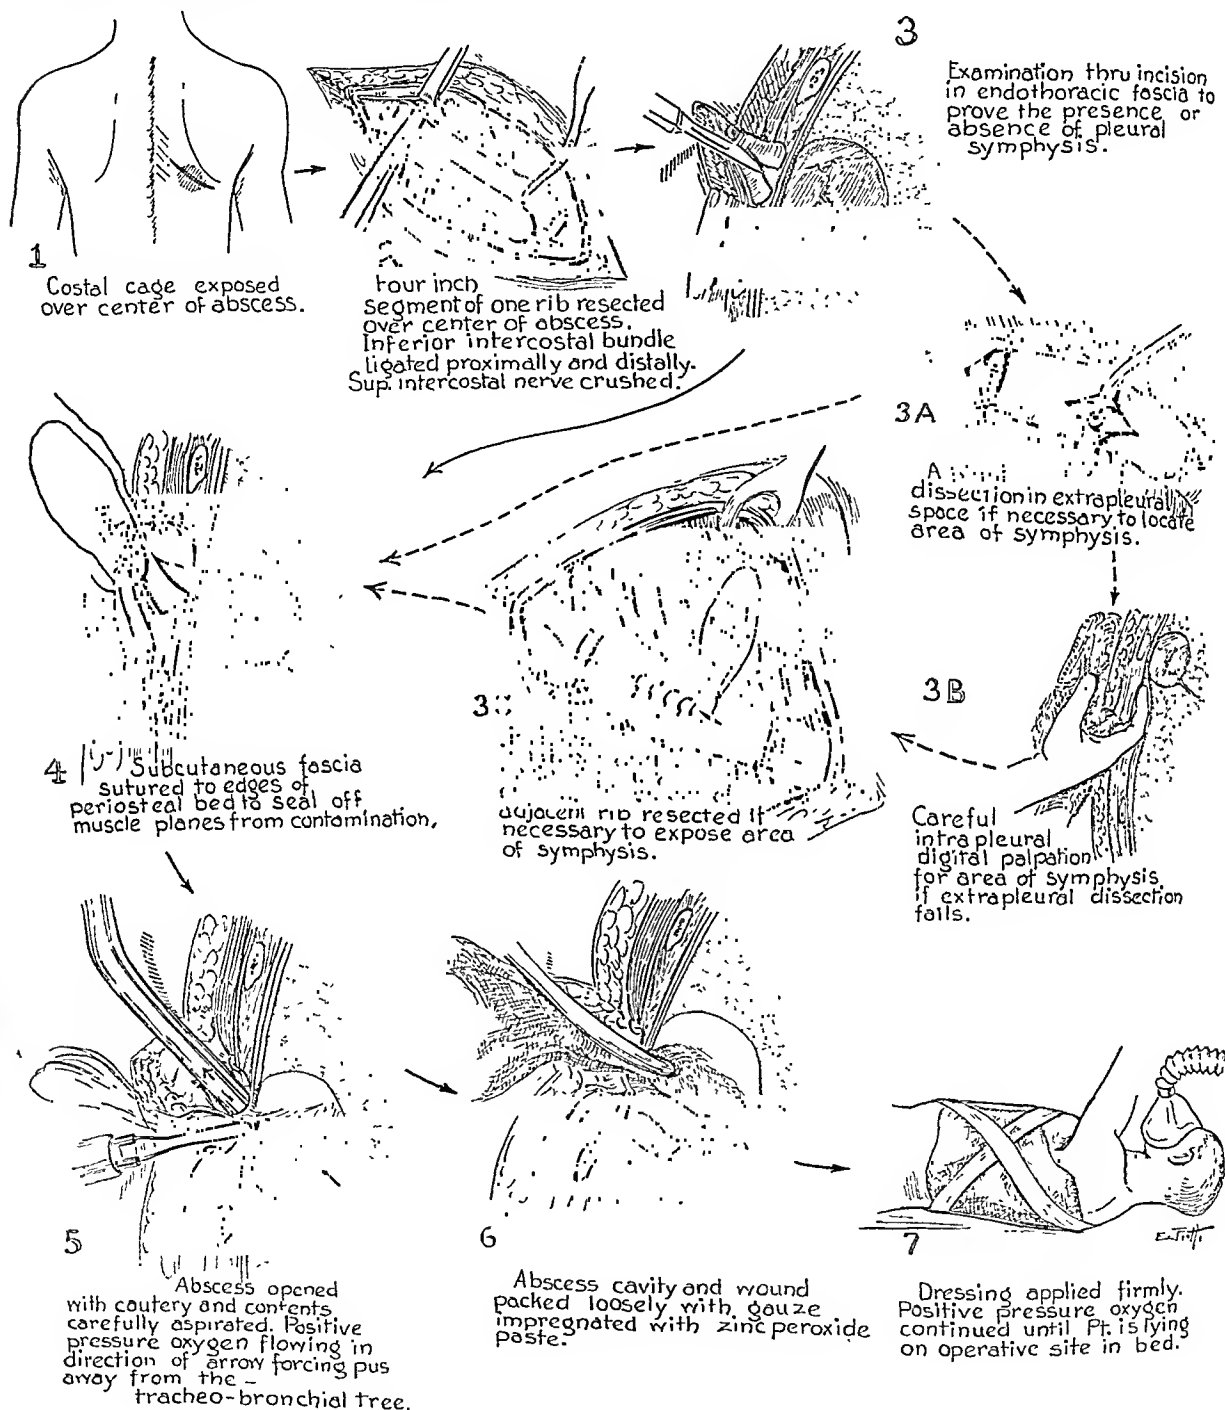 1
Costal cage exposed
over center of abscess.
Four inch
segment of one rib resected
over center of abscess.
Inferior intercostal bundle
ligated proximally and distally.
Sup. intercostal nerve crushed.
3
Examination thru incision
in endothoracic fascia to
prove the presence or
absence of pleural
symphysis.
3A
A
dissection in extrapleural
space if necessary to locate
area of symphysis.
3B
Careful
intrapleural
digital palpation
for area of symphysis
if extrapleural dissection
fails.
3
adjacent rib resected if
necessary to expose area
of symphysis.
4
Subcutaneous fascia
sutured to edges of
periosteal bed to seal off
muscle planes from contamination.
5
Abscess opened
with cautery and contents
carefully aspirated. Positive
pressure oxygen flowing in
direction of arrow forcing pus
away from the -
tracheo-bronchial tree.
6
Abscess cavity and wound
packed loosely with gauze
impregnated with zinc peroxide
paste.
7
Dressing applied firmly.
Positive pressure oxygen
continued until Pt. is lying
on operative site in bed.